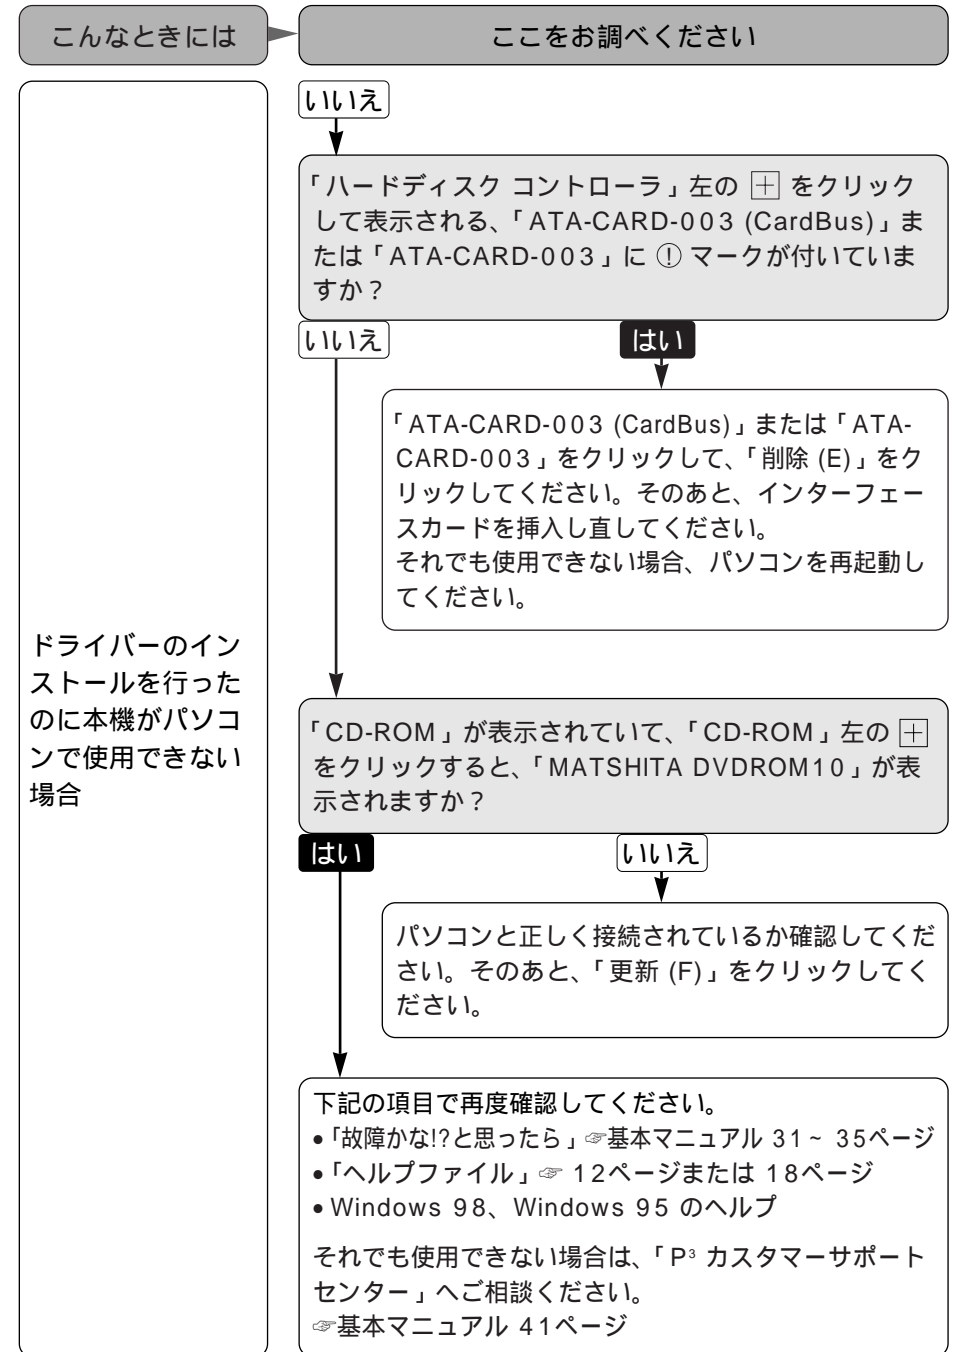 こんなときには
ここをお調べください
いいえ
「ハードディスク コントローラ」左の ⊞ をクリック
して表示される、「ATA-CARD-003 (CardBus)」ま
たは「ATA-CARD-003」に ! マークが付いていま
すか？
いいえ
はい
「ATA-CARD-003 (CardBus)」または「ATA-
CARD-003」をクリックして、「削除 (E)」をク
リックしてください。そのあと、インターフェー
スカードを挿入し直してください。
それでも使用できない場合、パソコンを再起動し
てください。
ドライバーのイン
ストールを行った
のに本機がパソコ
ンで使用できない
場合
「CD-ROM」が表示されていて、「CD-ROM」左の ⊞
をクリックすると、「MATSHITA DVDROM10」が表
示されますか？
はい
いいえ
パソコンと正しく接続されているか確認してくだ
さい。そのあと、「更新 (F)」をクリックしてく
ださい。
下記の項目で再度確認してください。
•「故障かな!?と思ったら」☞基本マニュアル 31~ 35ページ
•「ヘルプファイル」☞ 12ページまたは 18ページ
• Windows 98、Windows 95 のヘルプ
それでも使用できない場合は、「P³ カスタマーサポート
センター」へご相談ください。
☞基本マニュアル 41ページ